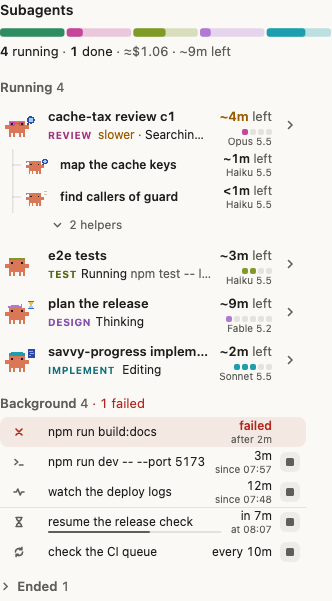 Subagents
4 running · 1 done · ≈$1.06 · ~9m left
Running 4
cache-tax review c1
~4m left
REVIEW slower · Searchin…
Opus 5.5
map the cache keys
~1m left
Haiku 5.5
find callers of guard
<1m left
Haiku 5.5
2 helpers
e2e tests
~3m left
TEST Running npm test -- l…
Haiku 5.5
plan the release
~9m left
DESIGN Thinking
Fable 5.2
savvy-progress implem…
~2m left
IMPLEMENT Editing
Sonnet 5.5
Background 4 · 1 failed
npm run build:docs
failed
after 2m
npm run dev -- --port 5173
3m
since 07:57
watch the deploy logs
12m
since 07:48
resume the release check
in 7m
at 08:07
check the CI queue
every 10m
Ended 1